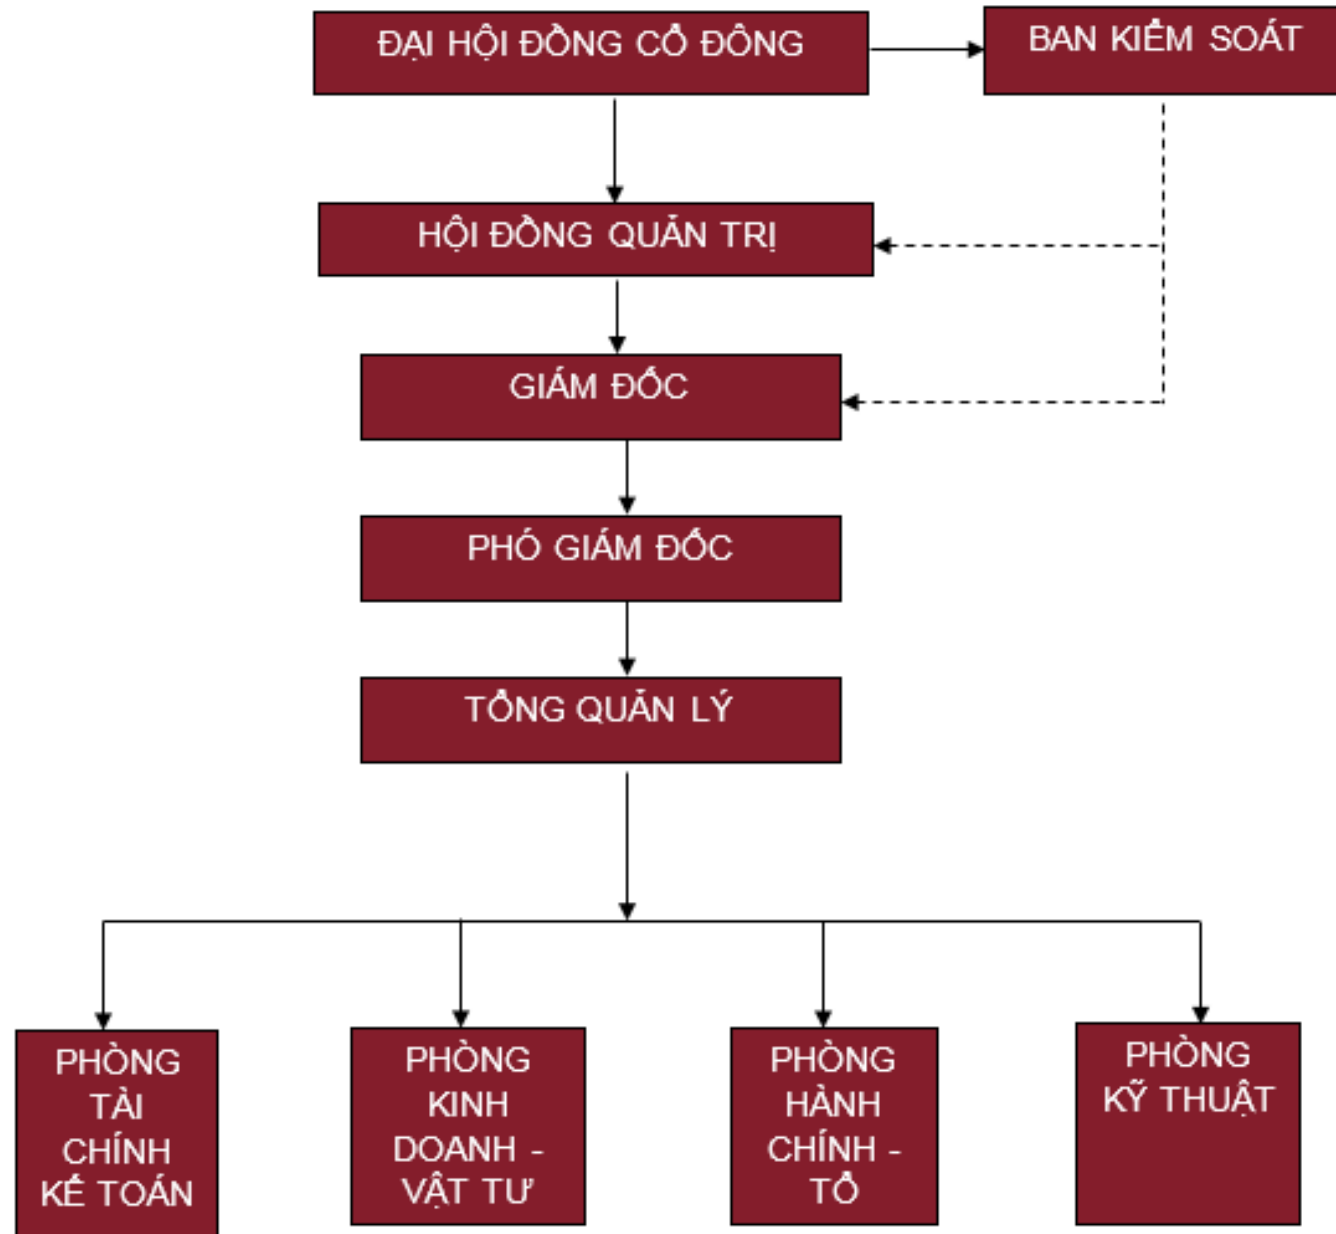 ĐẠI HỘI ĐỒNG CỔ ĐÔNG
BAN KIỂM SOÁT
HỘI ĐỒNG QUẢN TRỊ
GIÁM ĐỐC
PHÓ GIÁM ĐỐC
TỔNG QUẢN LÝ
PHÒNG
TÀI
CHÍNH
KẾ TOÁN
PHÒNG
KINH
DOANH -
VẬT TƯ
PHÒNG
HÀNH
CHÍNH -
TỔ
PHÒNG
KỸ THUẬT